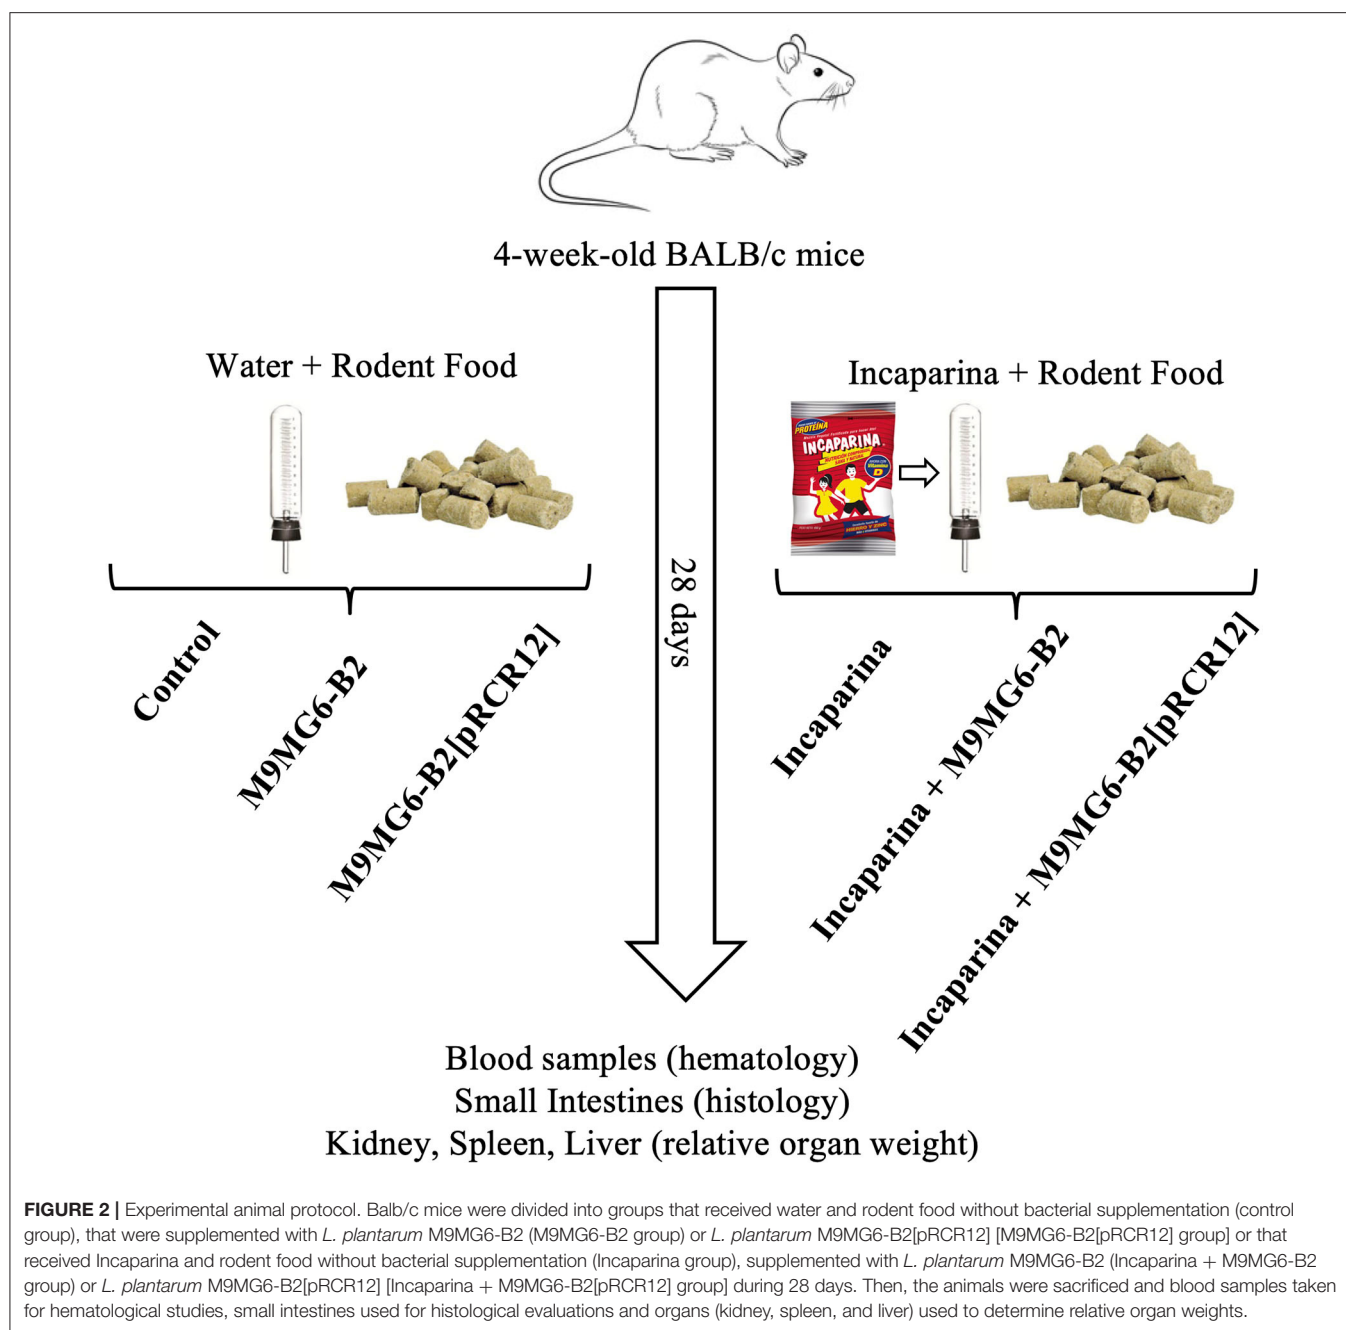 4-week-old BALB/c mice
Water + Rodent Food
Incaparina + Rodent Food
PROTEÍNA
INCAPARINA
Vitamina
D
HIERRO Y ZINC
28 days
Control
M9MG6-B2
M9MG6-B2[pRCR12]
Incaparina
Incaparina + M9MG6-B2
Incaparina + M9MG6-B2[pRCR12]
Blood samples (hematology)
Small Intestines (histology)
Kidney, Spleen, Liver (relative organ weight)
FIGURE 2 | Experimental animal protocol. Balb/c mice were divided into groups that received water and rodent food without bacterial supplementation (control
group), that were supplemented with L. plantarum M9MG6-B2 (M9MG6-B2 group) or L. plantarum M9MG6-B2[pRCR12] [M9MG6-B2[pRCR12] group] or that
received Incaparina and rodent food without bacterial supplementation (Incaparina group), supplemented with L. plantarum M9MG6-B2 (Incaparina + M9MG6-B2
group) or L. plantarum M9MG6-B2[pRCR12] [Incaparina + M9MG6-B2[pRCR12] group] during 28 days. Then, the animals were sacrificed and blood samples taken
for hematological studies, small intestines used for histological evaluations and organs (kidney, spleen, and liver) used to determine relative organ weights.